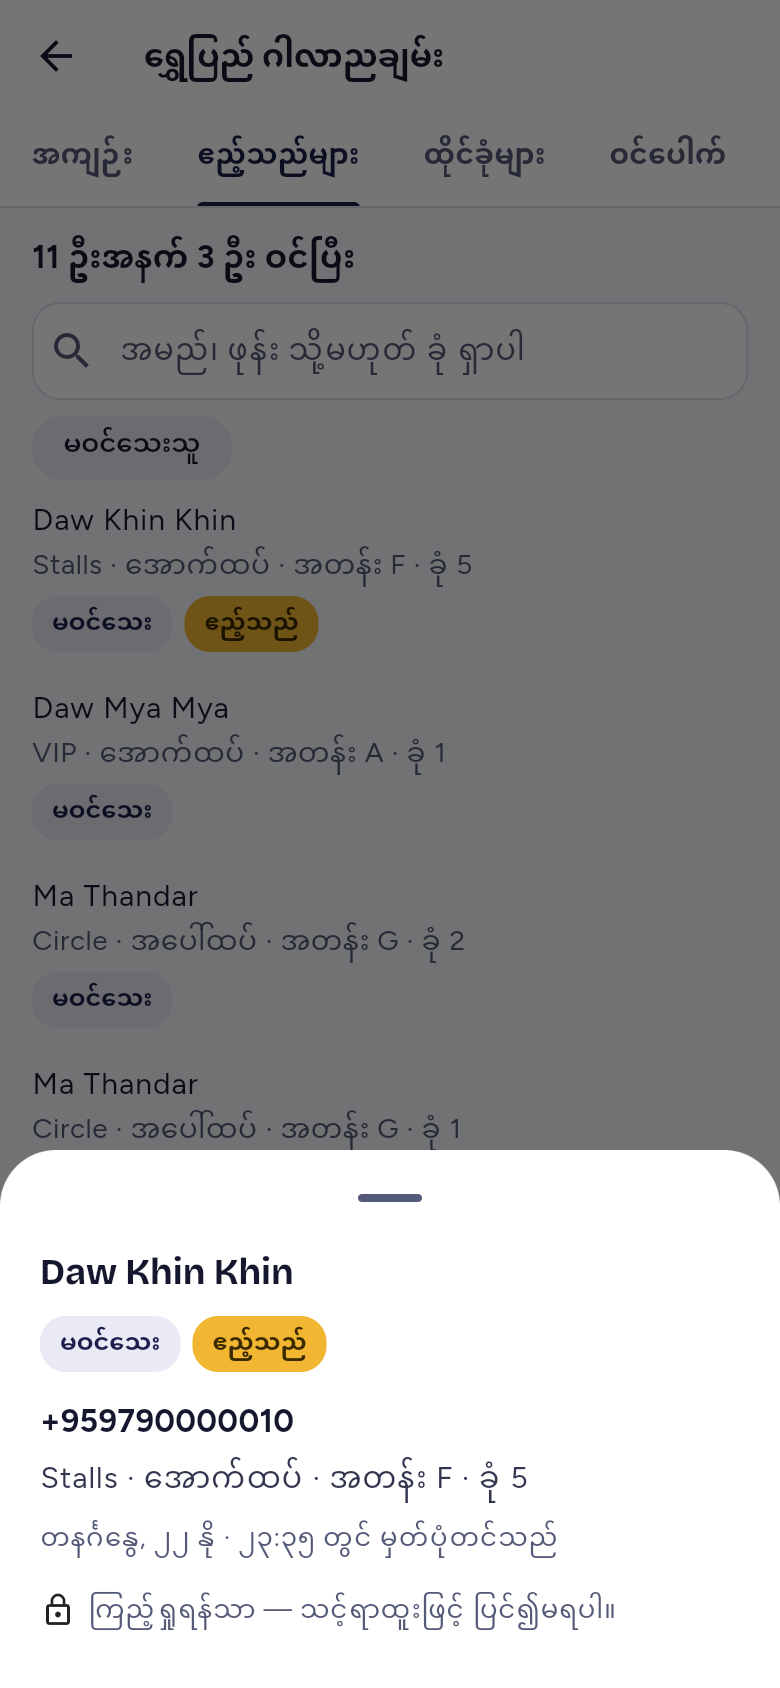 ရွှေပြည် ဂါလာညချမ်း
အကျဉ်း ဧည့်သည်များ ထိုင်ခုံများ ဝင်ပေါက်
11 ဦးအနက် 3 ဦး ဝင်ပြီး
အမည်၊ ဖုန်း သို့မဟုတ် ခုံ ရှာပါ
မဝင်သေးသူ
Daw Khin Khin
Stalls · အောက်ထပ် · အတန်း F · ခုံ 5
မဝင်သေး ဧည့်သည်
Daw Mya Mya
VIP · အောက်ထပ် · အတန်း A · ခုံ 1
မဝင်သေး
Ma Thandar
Circle · အပေါ်ထပ် · အတန်း G · ခုံ 2
မဝင်သေး
Ma Thandar
Circle · အပေါ်ထပ် · အတန်း G · ခုံ 1
Daw Khin Khin
မဝင်သေး ဧည့်သည်
+959790000010
Stalls · အောက်ထပ် · အတန်း F · ခုံ 5
တနင်္ဂနွေ, ၂၂ နို · ၂၃:၃၅ တွင် မှတ်ပုံတင်သည်
ကြည့်ရှုရန်သာ — သင့်ရာထူးဖြင့် ပြင်၍မရပါ။